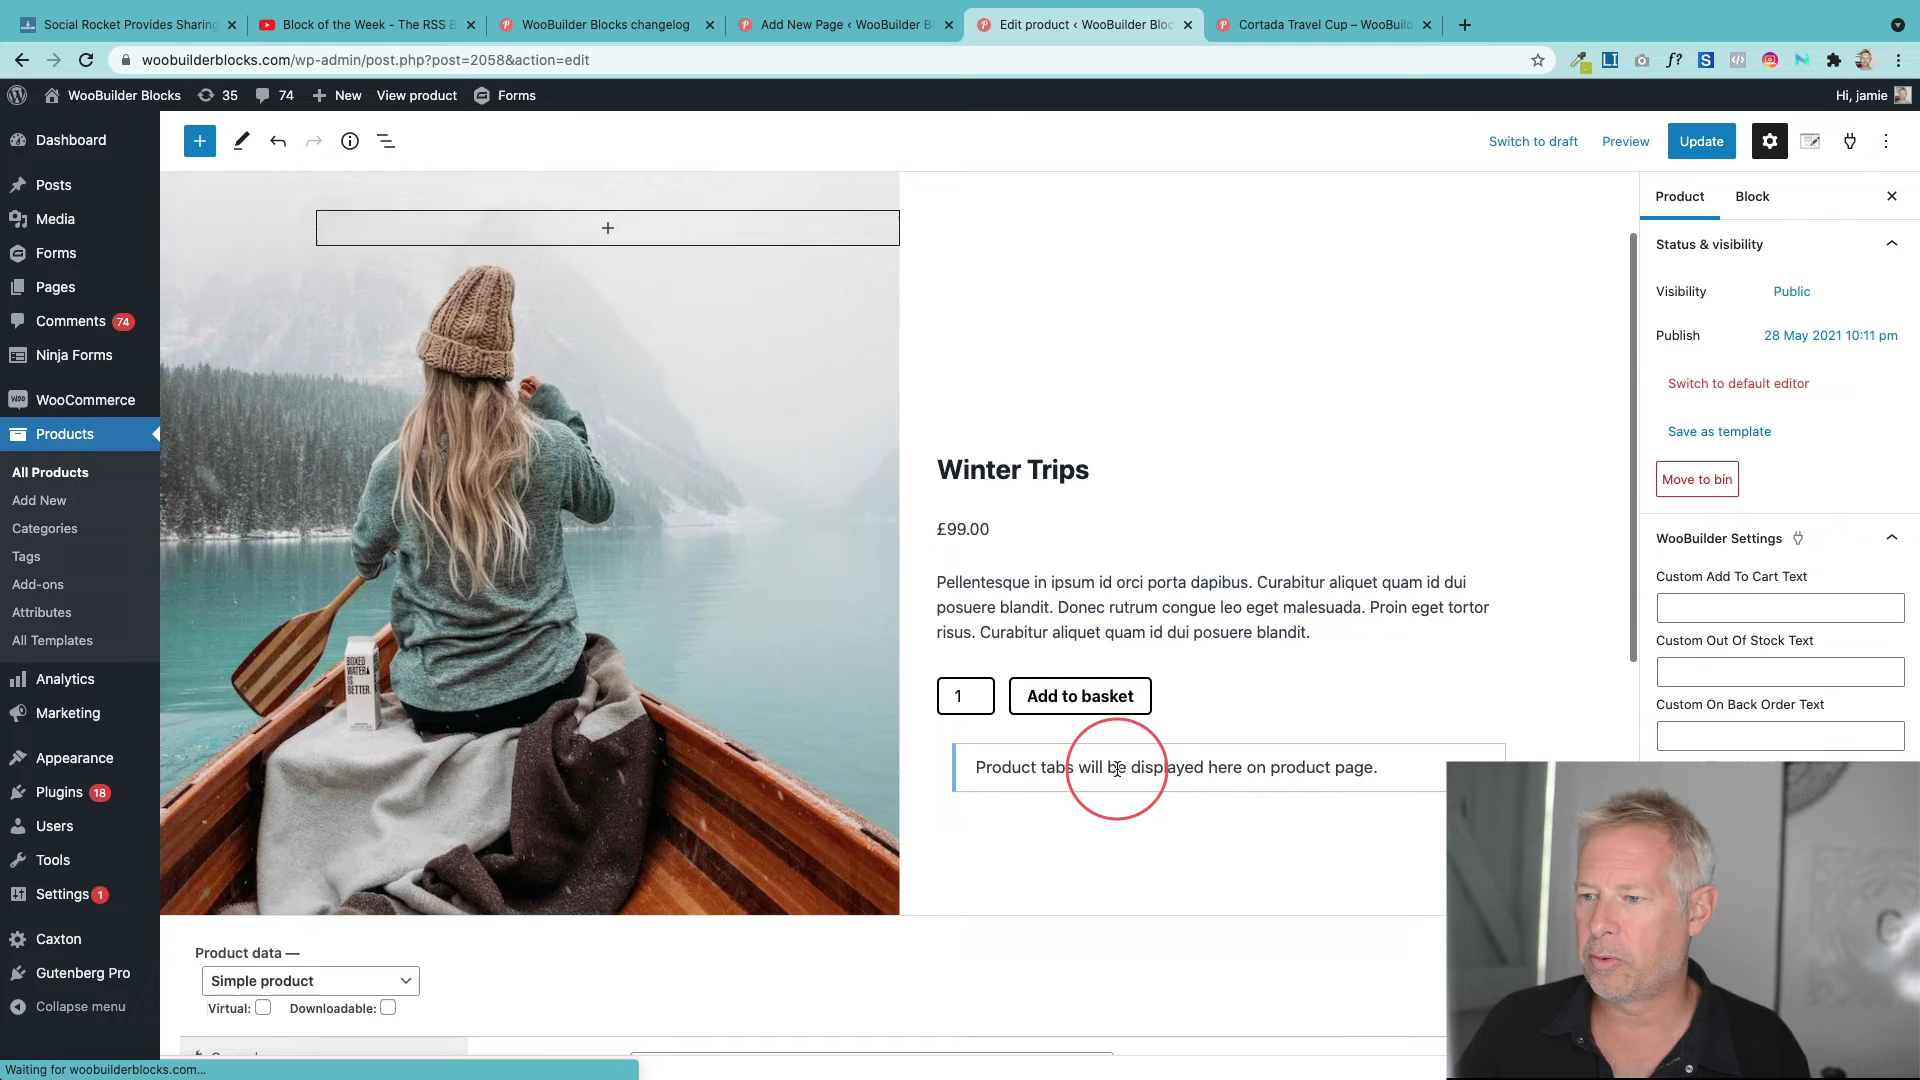 Social Rocket Provides Sharing
Block of the Week - The RSS B
WooBuilder Blocks changelog
Add New Page ‹ WooBuilder Bl
Edit product ‹ WooBuilder Bloc
Cortada Travel Cup – WooBuild
woobuilderblocks.com/wp-admin/post.php?post=2058&action=edit
WooBuilder Blocks
35
74
New
View product
Forms
Hi, jamie
Dashboard
Posts
Media
Forms
Pages
Comments 74
Ninja Forms
WooCommerce
Products
All Products
Add New
Categories
Tags
Add-ons
Attributes
All Templates
Analytics
Marketing
Appearance
Plugins 18
Users
Tools
Settings 1
Caxton
Gutenberg Pro
Collapse menu
Waiting for woobuilderblocks.com...
Switch to draft
Preview
Update
BOXED
WATER
IS
BETTER.
Winter Trips
£99.00
Pellentesque in ipsum id orci porta dapibus. Curabitur aliquet quam id dui
posuere blandit. Donec rutrum congue leo eget malesuada. Proin eget tortor
risus. Curabitur aliquet quam id dui posuere blandit.
1
Add to basket
Product tabs will be displayed here on product page.
Product data —
Simple product
Virtual:
Downloadable:
Product
Block
Status & visibility
Visibility
Public
Publish
28 May 2021 10:11 pm
Switch to default editor
Save as template
Move to bin
WooBuilder Settings
Custom Add To Cart Text
Custom Out Of Stock Text
Custom On Back Order Text